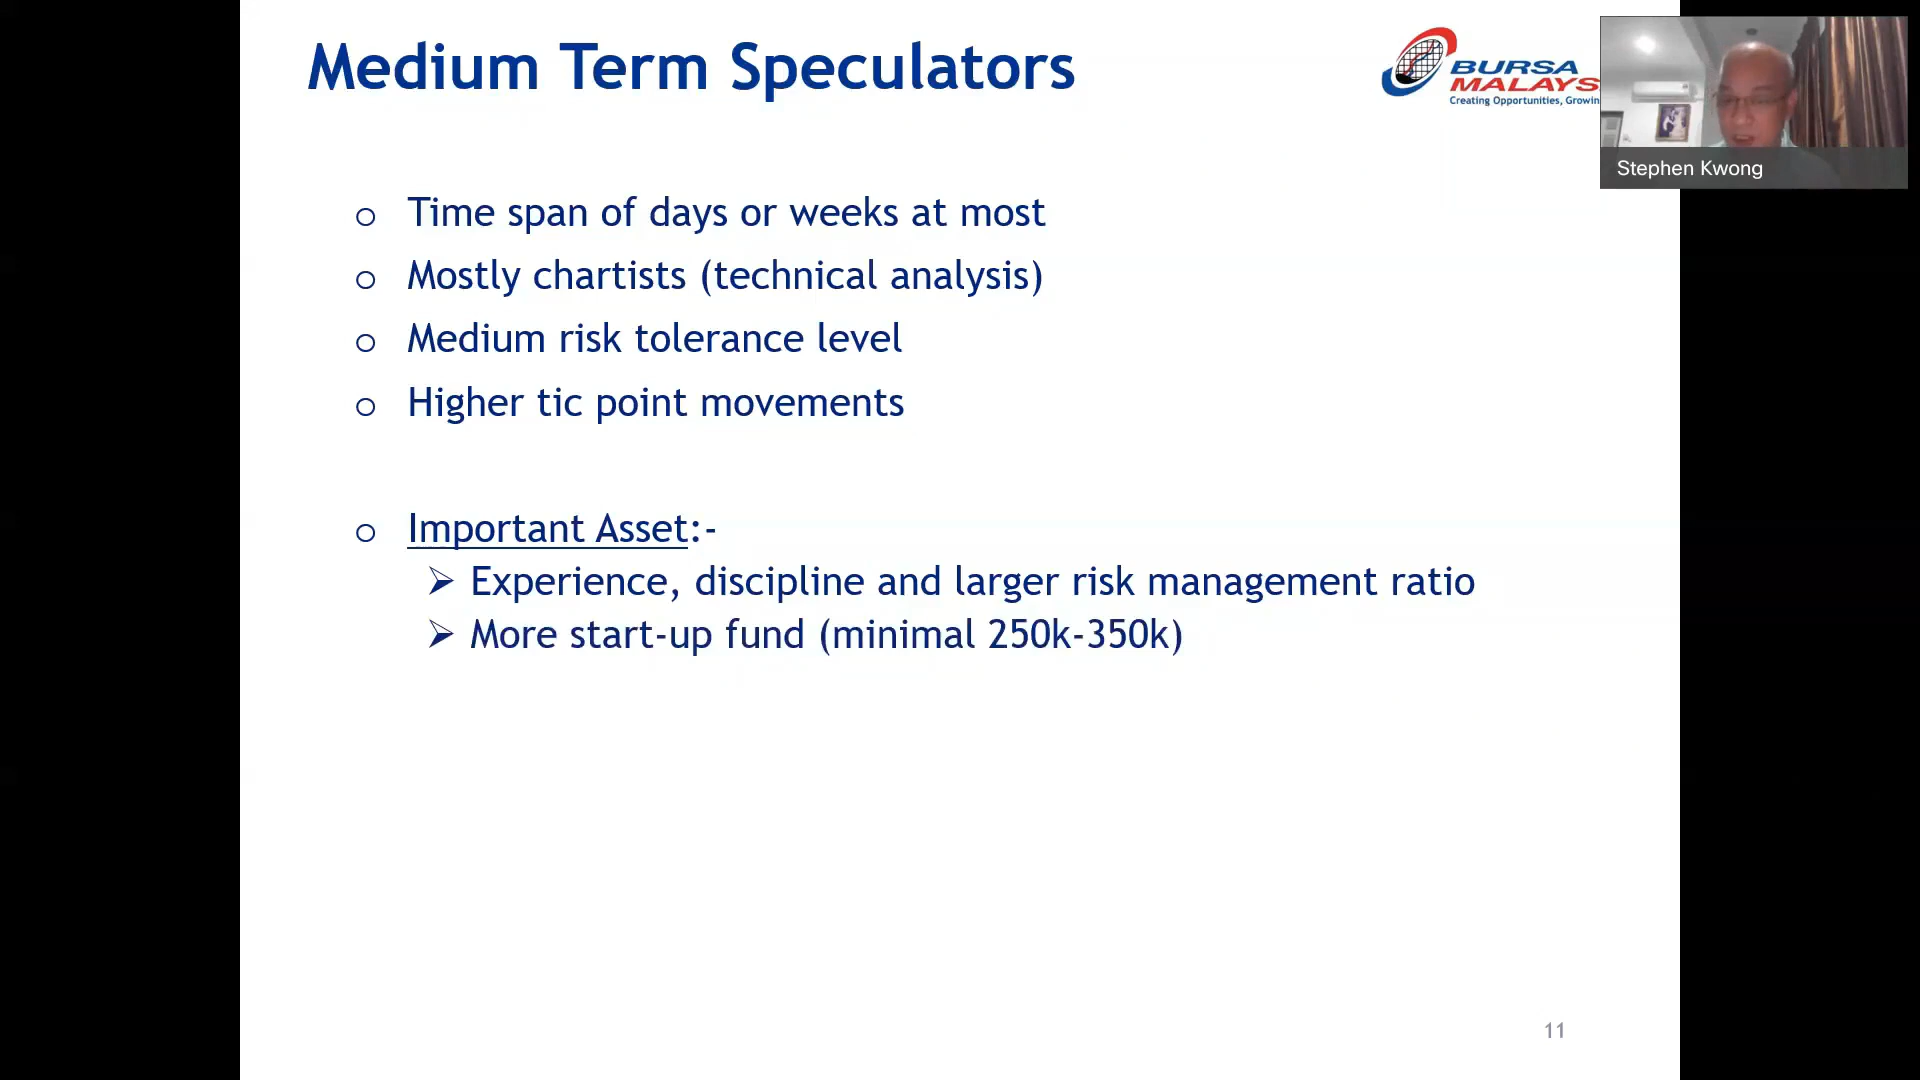 Medium Term Speculators
BURSA
MALAYS
Creating Opportunities, Growin
Stephen Kwong
o Time span of days or weeks at most
o Mostly chartists (technical analysis)
o Medium risk tolerance level
o Higher tic point movements
o Important Asset:-
➢ Experience, discipline and larger risk management ratio
➢ More start-up fund (minimal 250k-350k)
11